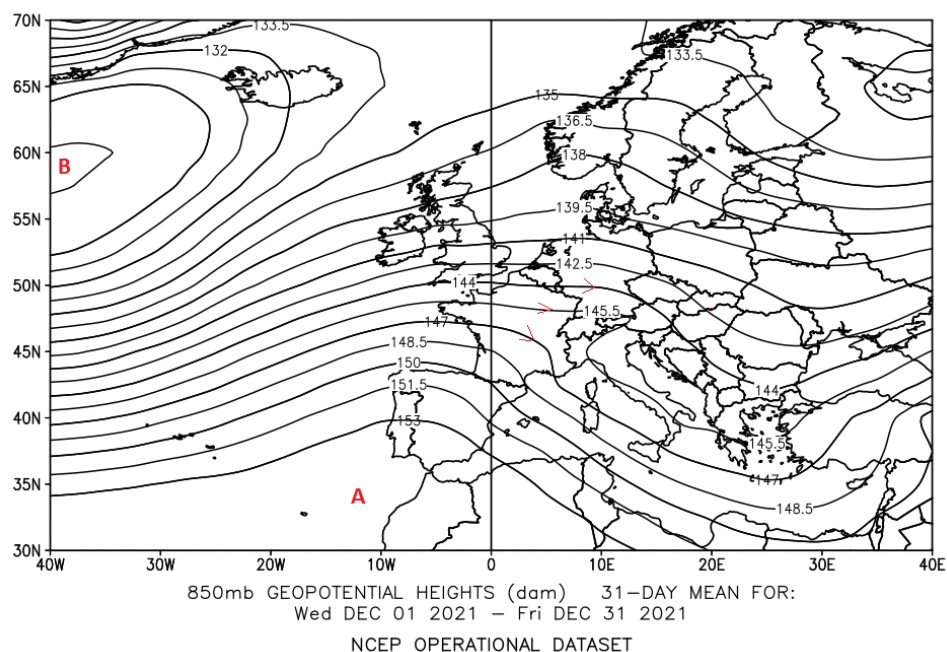 70N
133.5
132
133.5
65N
135
136.5
60N
B
138
55N
139.5
141
142.5
50N
144
145.5
147
45N
148.5
150
144
151.5
40N
153
145.5
147
35N
A
148.5
30N
40W 30W 20W 10W 0 10E 20E 30E 40E
850mb GEOPOTENTIAL HEIGHTS (dam) 31-DAY MEAN FOR:
Wed DEC 01 2021 – Fri DEC 31 2021
NCEP OPERATIONAL DATASET